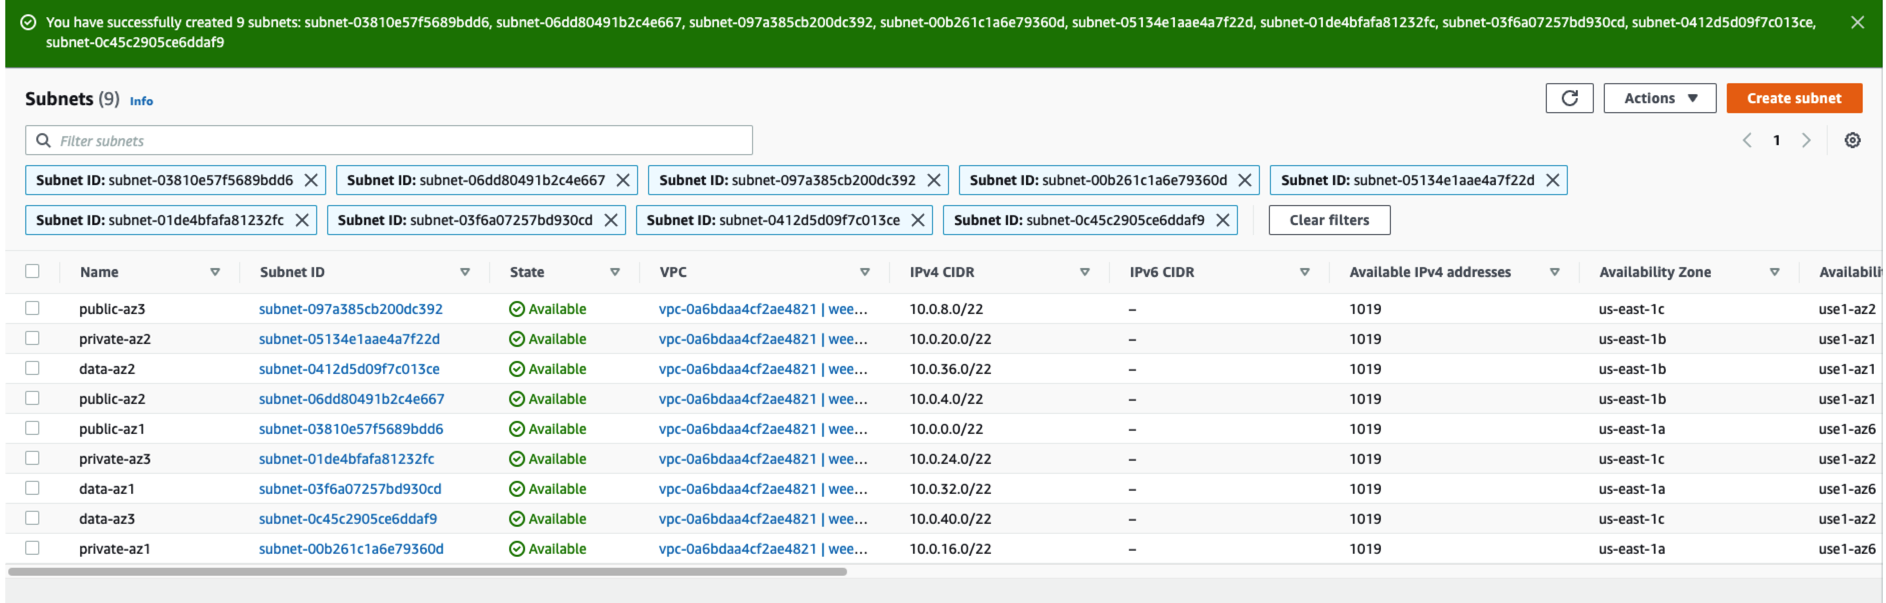 You have successfully created 9 subnets: subnet-03810e57f5689bdd6, subnet-06dd80491b2c4e667, subnet-097a385cb200dc392, subnet-00b261c1a6e79360d, subnet-05134e1aae4a7f22d, subnet-01de4bfafa81232fc, subnet-03f6a07257bd930cd, subnet-0412d5d09f7c013ce,
subnet-0c45c2905ce6ddaf9
Subnets (9) Info Actions Create subnet
Filter subnets 1
Subnet ID: subnet-03810e57f5689bdd6 Subnet ID: subnet-06dd80491b2c4e667 Subnet ID: subnet-097a385cb200dc392 Subnet ID: subnet-00b261c1a6e79360d Subnet ID: subnet-05134e1aae4a7f22d
Subnet ID: subnet-01de4bfafa81232fc Subnet ID: subnet-03f6a07257bd930cd Subnet ID: subnet-0412d5d09f7c013ce Subnet ID: subnet-0c45c2905ce6ddaf9 Clear filters
Name Subnet ID State VPC IPv4 CIDR IPv6 CIDR Available IPv4 addresses Availability Zone Availabili
public-az3 subnet-097a385cb200dc392 Available vpc-0a6bdaa4cf2ae4821 | wee... 10.0.8.0/22 – 1019 us-east-1c use1-az2
private-az2 subnet-05134e1aae4a7f22d Available vpc-0a6bdaa4cf2ae4821 | wee... 10.0.20.0/22 – 1019 us-east-1b use1-az1
data-az2 subnet-0412d5d09f7c013ce Available vpc-0a6bdaa4cf2ae4821 | wee... 10.0.36.0/22 – 1019 us-east-1b use1-az1
public-az2 subnet-06dd80491b2c4e667 Available vpc-0a6bdaa4cf2ae4821 | wee... 10.0.4.0/22 – 1019 us-east-1b use1-az1
public-az1 subnet-03810e57f5689bdd6 Available vpc-0a6bdaa4cf2ae4821 | wee... 10.0.0.0/22 – 1019 us-east-1a use1-az6
private-az3 subnet-01de4bfafa81232fc Available vpc-0a6bdaa4cf2ae4821 | wee... 10.0.24.0/22 – 1019 us-east-1c use1-az2
data-az1 subnet-03f6a07257bd930cd Available vpc-0a6bdaa4cf2ae4821 | wee... 10.0.32.0/22 – 1019 us-east-1a use1-az6
data-az3 subnet-0c45c2905ce6ddaf9 Available vpc-0a6bdaa4cf2ae4821 | wee... 10.0.40.0/22 – 1019 us-east-1c use1-az2
private-az1 subnet-00b261c1a6e79360d Available vpc-0a6bdaa4cf2ae4821 | wee... 10.0.16.0/22 – 1019 us-east-1a use1-az6